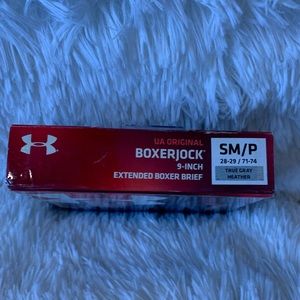 UA ORIGINAL
BOXERJOCK
9-INCH
EXTENDED BOXER BRIEF
SM/P
28-29 / 71-74
TRUE GRAY
HEATHER